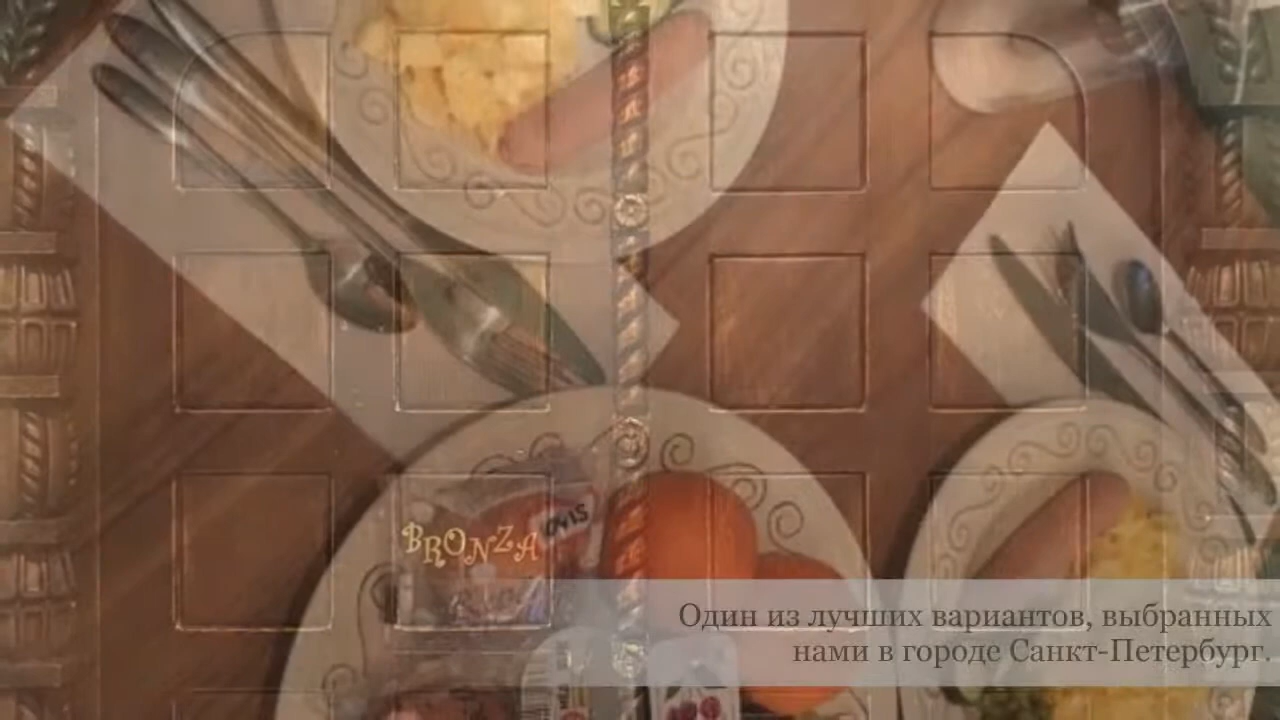 BRONZA
Один из лучших вариантов, выбранных
нами в городе Санкт-Петербург.